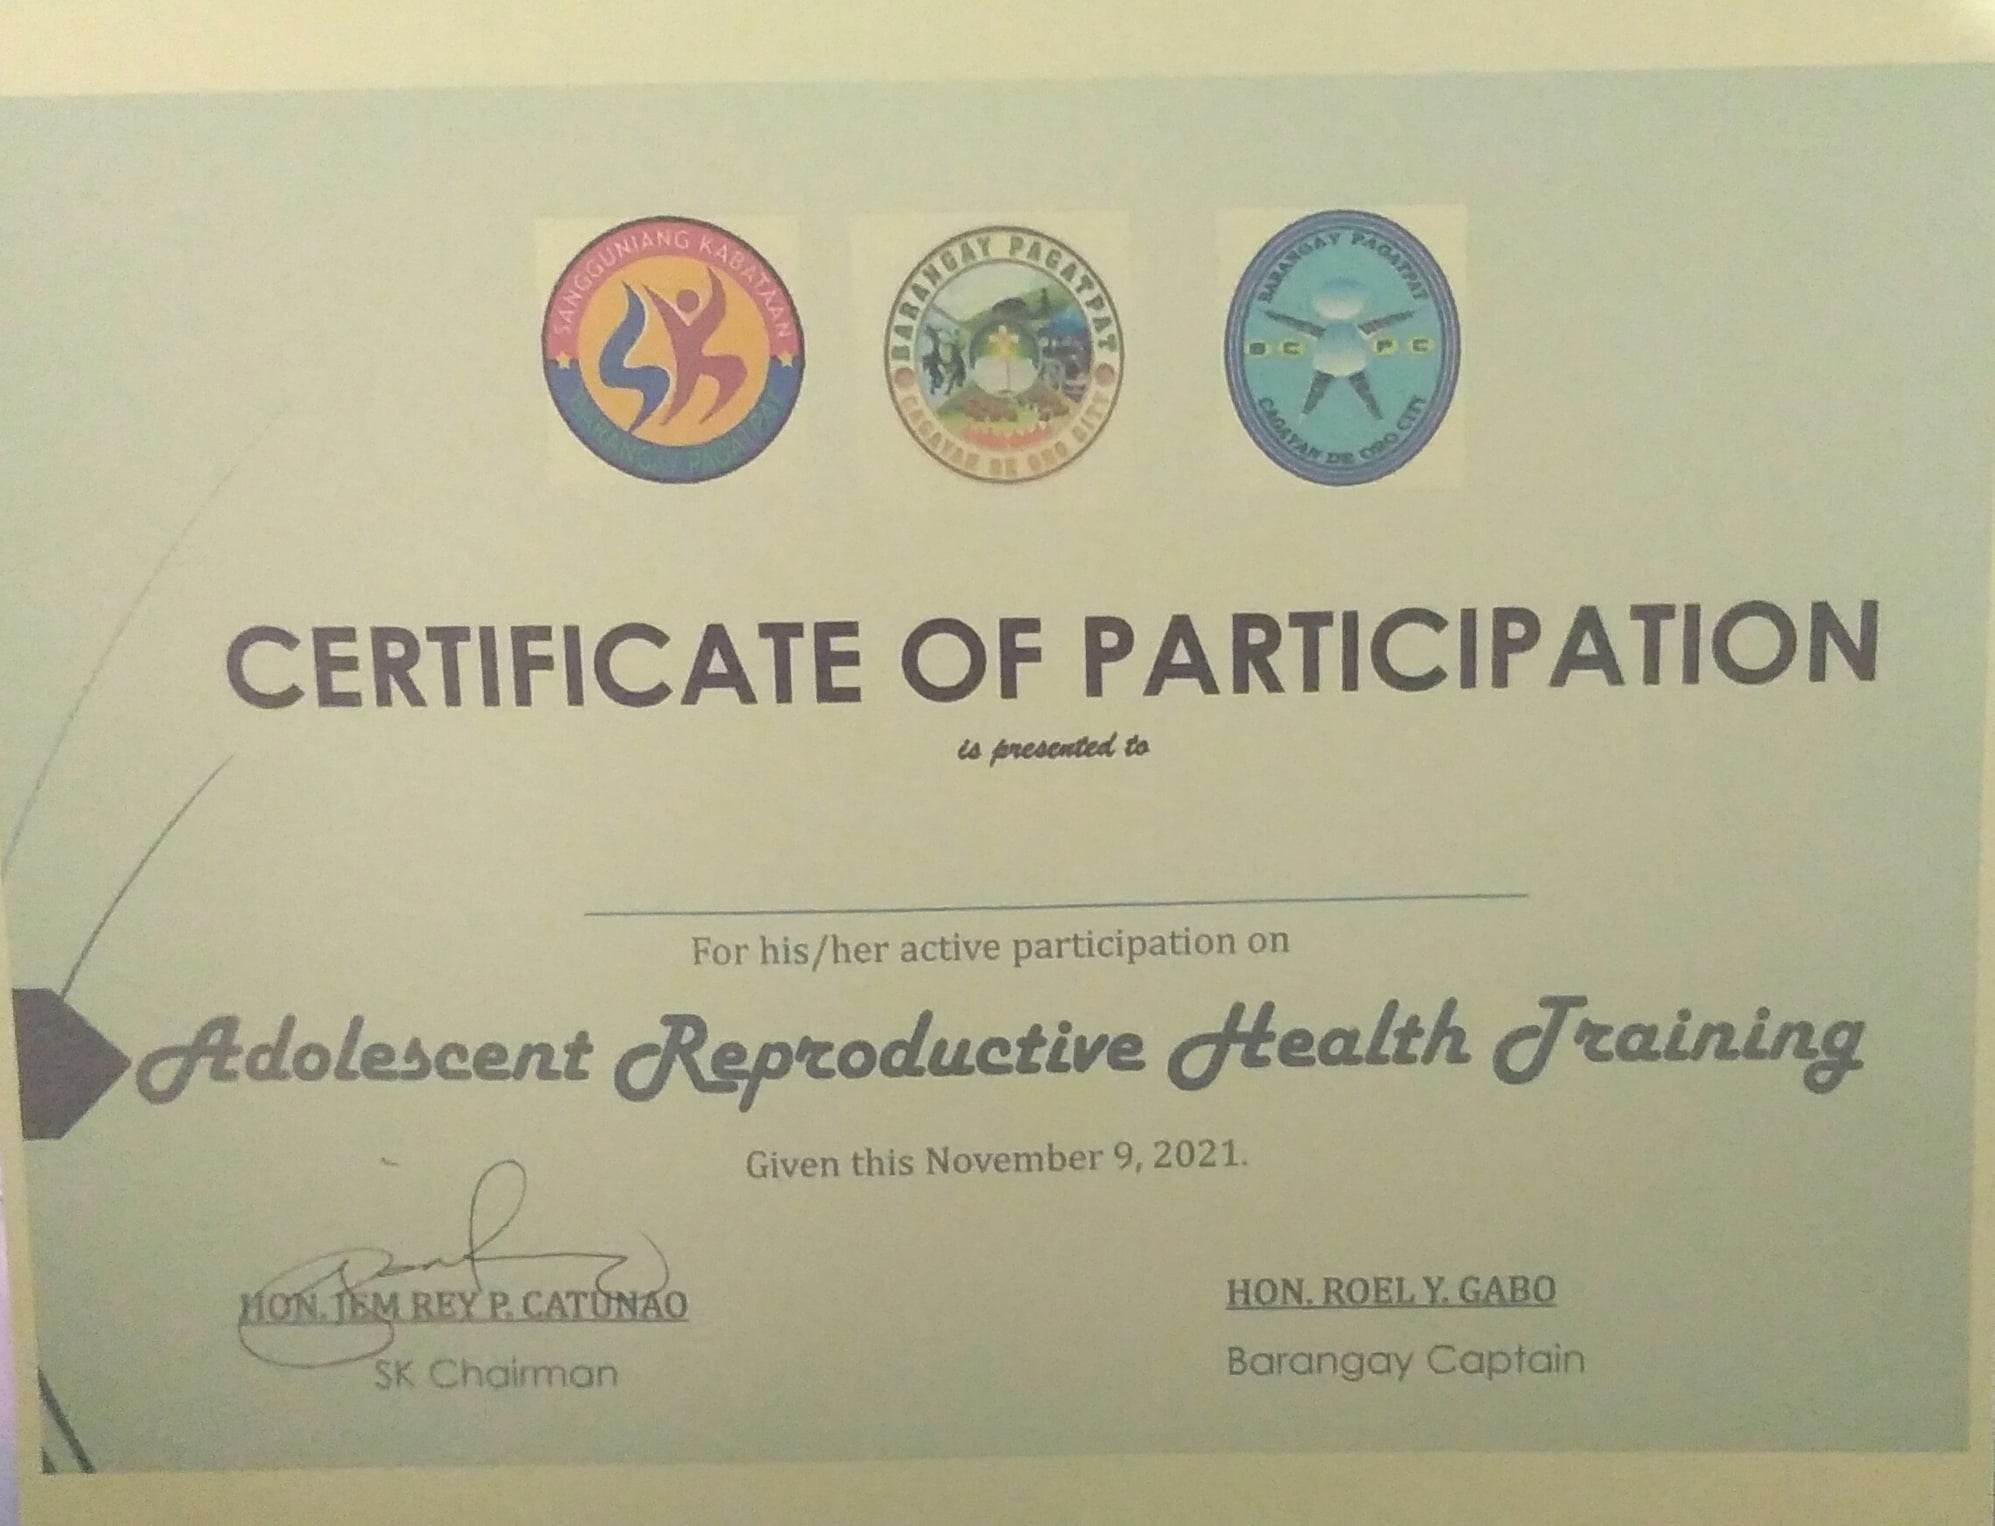 SANGGUNIANG KABATAAN
BARANGAY PAGATPAT
CAGAYAN DE ORO CITY
BARANGAY PAGATPAT
B C P C
CAGAYAN DE ORO CITY
CERTIFICATE OF PARTICIPATION
is presented to
For his/her active participation on
Adolescent Reproductive Health Training
Given this November 9, 2021.
HON. JEM REY P. CATUNAO
SK Chairman
HON. ROEL Y. GABO
Barangay Captain